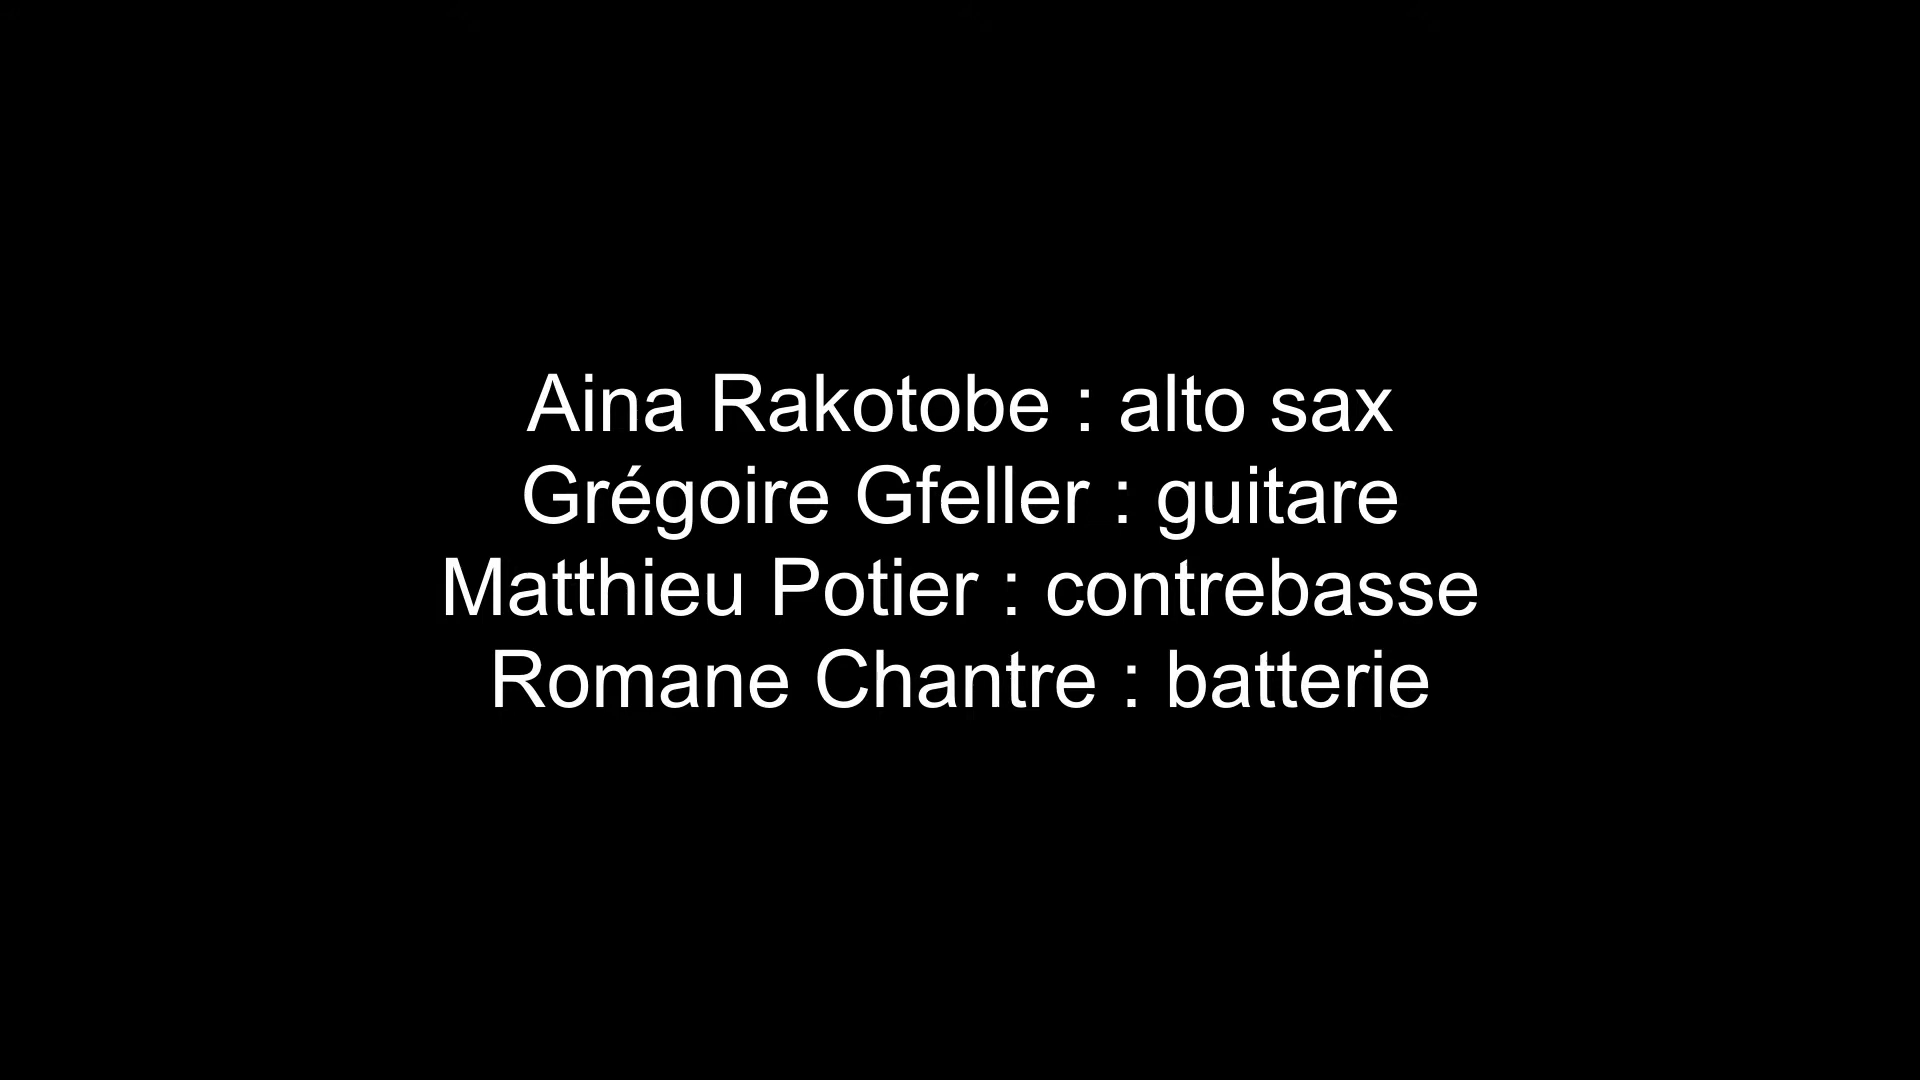 Aina Rakotobe : alto sax
Grégoire Gfeller : guitare
Matthieu Potier : contrebasse
Romane Chantre : batterie